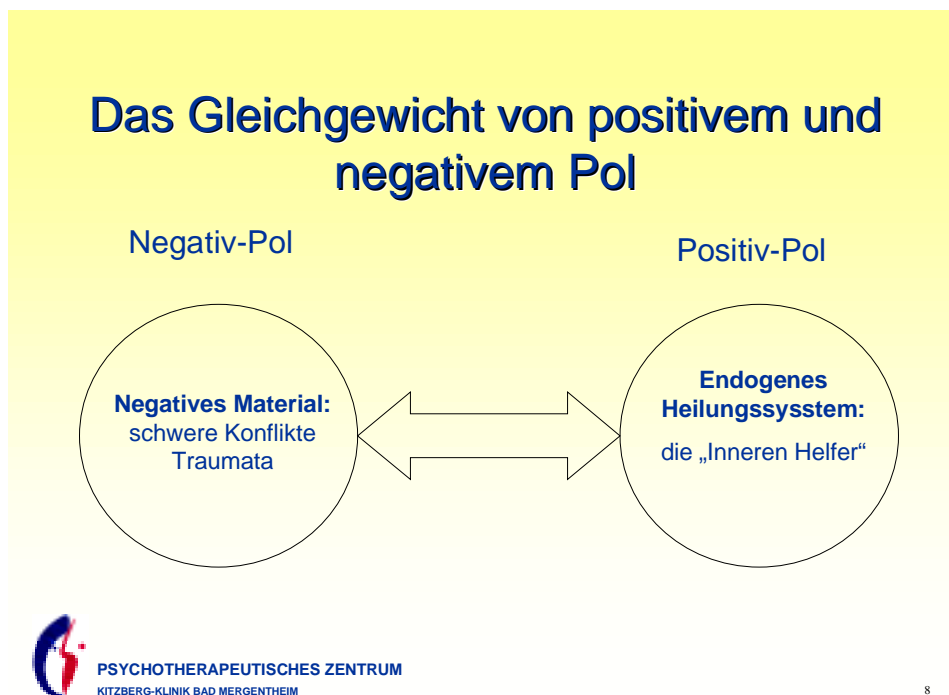 Das Gleichgewicht von positivem und
negativem Pol
Negativ-Pol
Positiv-Pol
Negatives Material:
schwere Konflikte
Traumata
Endogenes
Heilungssysstem:
die „Inneren Helfer“
PSYCHOTHERAPEUTISCHES ZENTRUM
KITZBERG-KLINIK BAD MERGENTHEIM
8